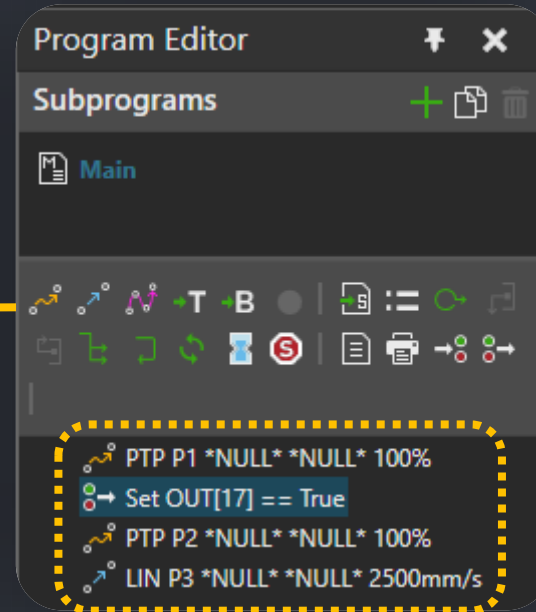 Program Editor
Subprograms
M
Main
T B S
S
PTP P1 *NULL* *NULL* 100%
Set OUT[17] == True
PTP P2 *NULL* *NULL* 100%
LIN P3 *NULL* *NULL* 2500mm/s